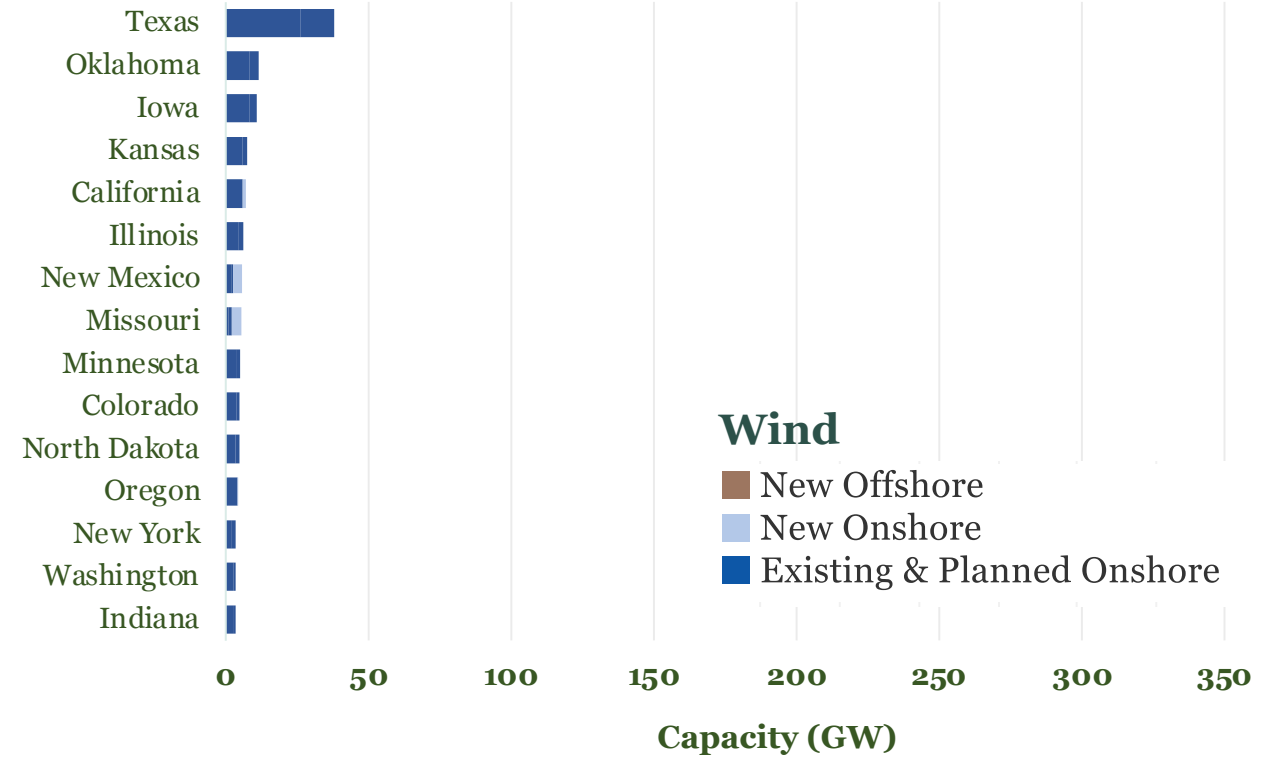 Texas
Oklahoma
Iowa
Kansas
California
Illinois
New Mexico
Missouri
Minnesota
Colorado
North Dakota
Oregon
New York
Washington
Indiana
Wind
New Offshore
New Onshore
Existing & Planned Onshore
0 50 100 150 200 250 300 350
Capacity (GW)